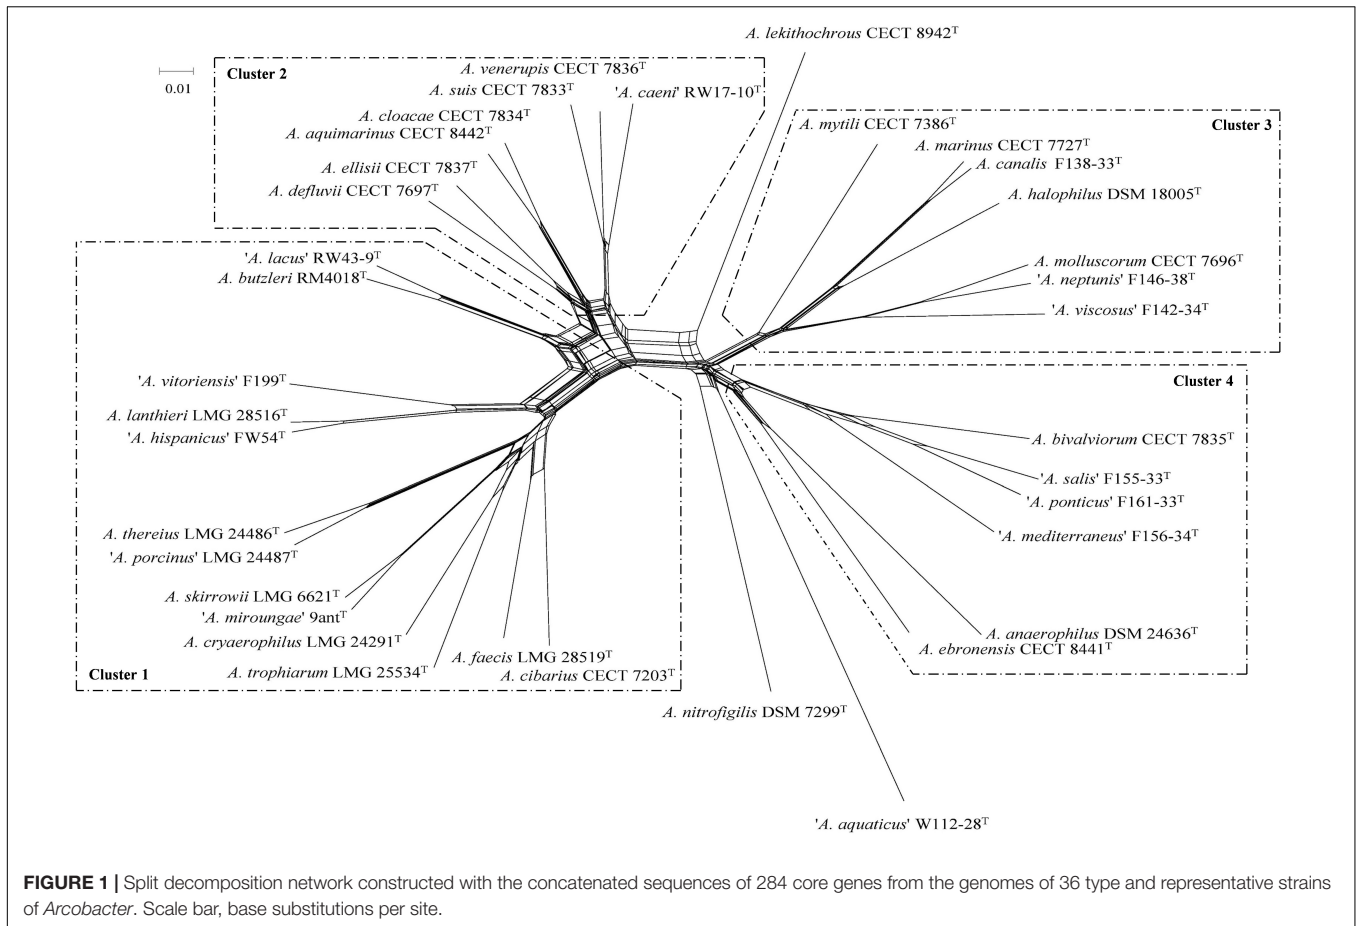 A. lekithochrous CECT 8942ᵀ
0.01
Cluster 2
A. venerupis CECT 7836ᵀ
A. suis CECT 7833ᵀ
'A. caeni' RW17-10ᵀ
A. cloacae CECT 7834ᵀ
A. aquimarinus CECT 8442ᵀ
A. ellisii CECT 7837ᵀ
A. defluvii CECT 7697ᵀ
Cluster 3
A. mytili CECT 7386ᵀ
A. marinus CECT 7727ᵀ
A. canalis F138-33ᵀ
A. halophilus DSM 18005ᵀ
A. molluscorum CECT 7696ᵀ
'A. neptunis' F146-38ᵀ
'A. viscosus' F142-34ᵀ
'A. lacus' RW43-9ᵀ
A. butzleri RM4018ᵀ
'A. vitoriensis' F199ᵀ
A. lanthieri LMG 28516ᵀ
'A. hispanicus' FW54ᵀ
A. thereius LMG 24486ᵀ
'A. porcinus' LMG 24487ᵀ
A. skirrowii LMG 6621ᵀ
'A. miroungae' 9antᵀ
A. cryaerophilus LMG 24291ᵀ
A. trophiarum LMG 25534ᵀ
A. faecis LMG 28519ᵀ
A. cibarius CECT 7203ᵀ
Cluster 1
Cluster 4
A. bivalviorum CECT 7835ᵀ
'A. salis' F155-33ᵀ
'A. ponticus' F161-33ᵀ
'A. mediterraneus' F156-34ᵀ
A. anaerophilus DSM 24636ᵀ
A. ebronensis CECT 8441ᵀ
A. nitrofigilis DSM 7299ᵀ
'A. aquaticus' W112-28ᵀ
FIGURE 1 | Split decomposition network constructed with the concatenated sequences of 284 core genes from the genomes of 36 type and representative strains
of Arcobacter. Scale bar, base substitutions per site.